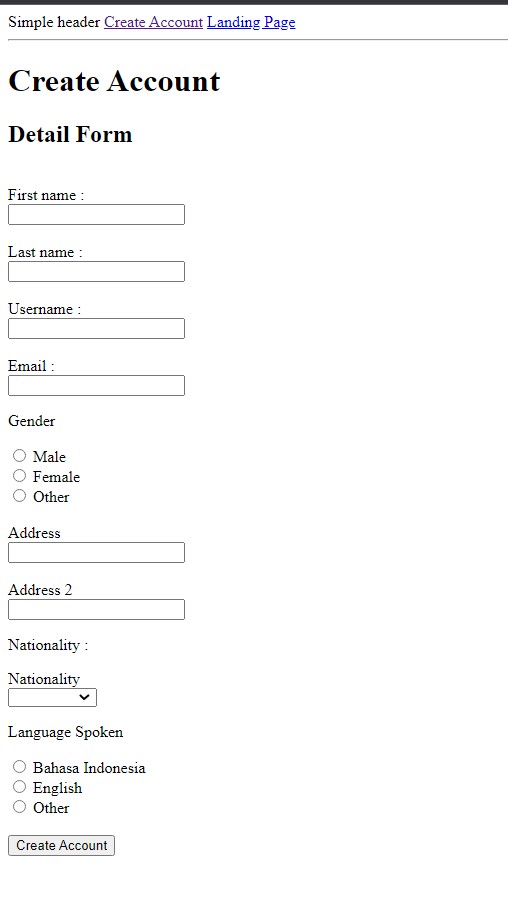 Simple header Create Account Landing Page
Create Account
Detail Form
First name :
Last name :
Username :
Email :
Gender
Male
Female
Other
Address
Address 2
Nationality :
Nationality
Language Spoken
Bahasa Indonesia
English
Other
Create Account